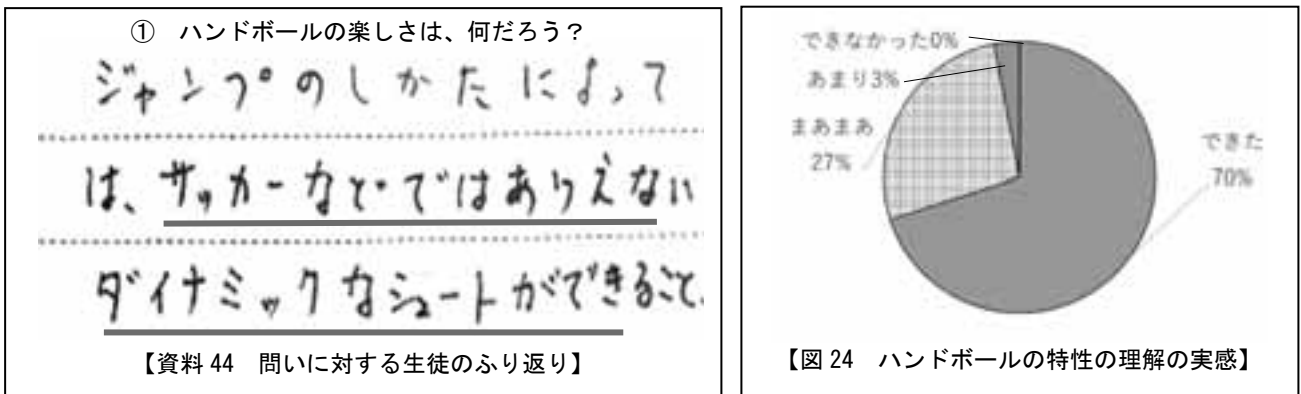 ① ハンドボールの楽しさは、何だろう？
ジャンプのしかたによって
は、サッカーなどではありえない
ダイナミックなシュートができること。
【資料 44 問いに対する生徒のふり返り】
できなかった0%
あまり3%
まあまあ
27%
できた
70%
【図 24 ハンドボールの特性の理解の実感】